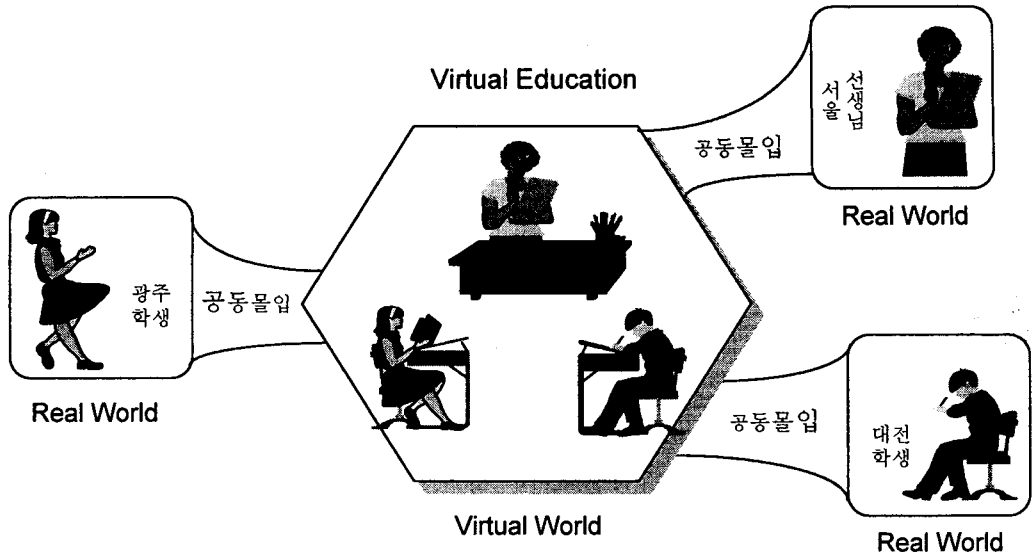 Virtual Education
서울
선생님
공동몰입
Real World
광주
학생
공동몰입
Real World
공동몰입
대전
학생
Virtual World
Real World